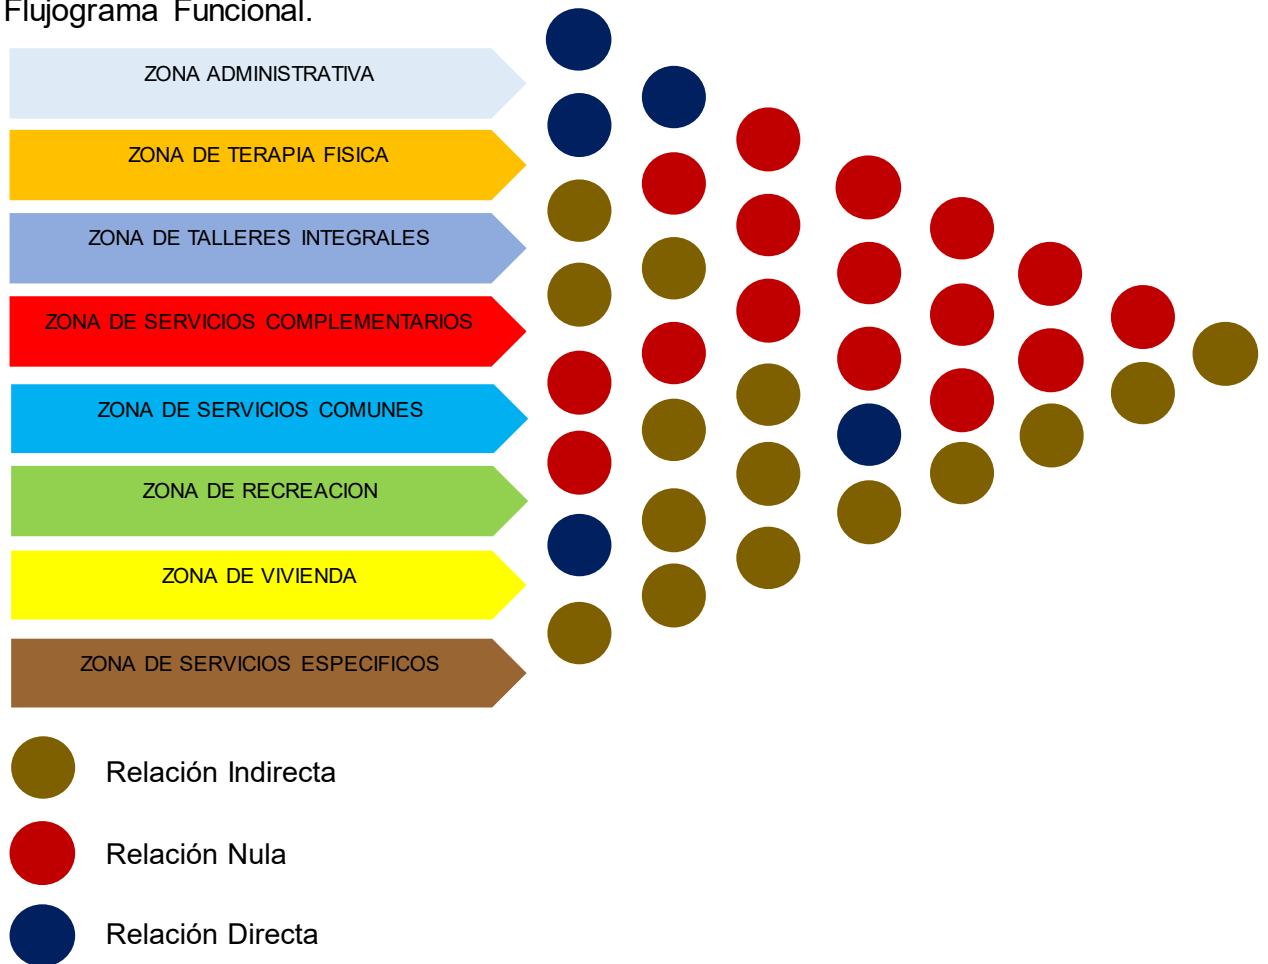 Flujograma Funcional.
ZONA ADMINISTRATIVA
ZONA DE TERAPIA FISICA
ZONA DE TALLERES INTEGRALES
ZONA DE SERVICIOS COMPLEMENTARIOS
ZONA DE SERVICIOS COMUNES
ZONA DE RECREACION
ZONA DE VIVIENDA
ZONA DE SERVICIOS ESPECIFICOS
Relación Indirecta
Relación Nula
Relación Directa